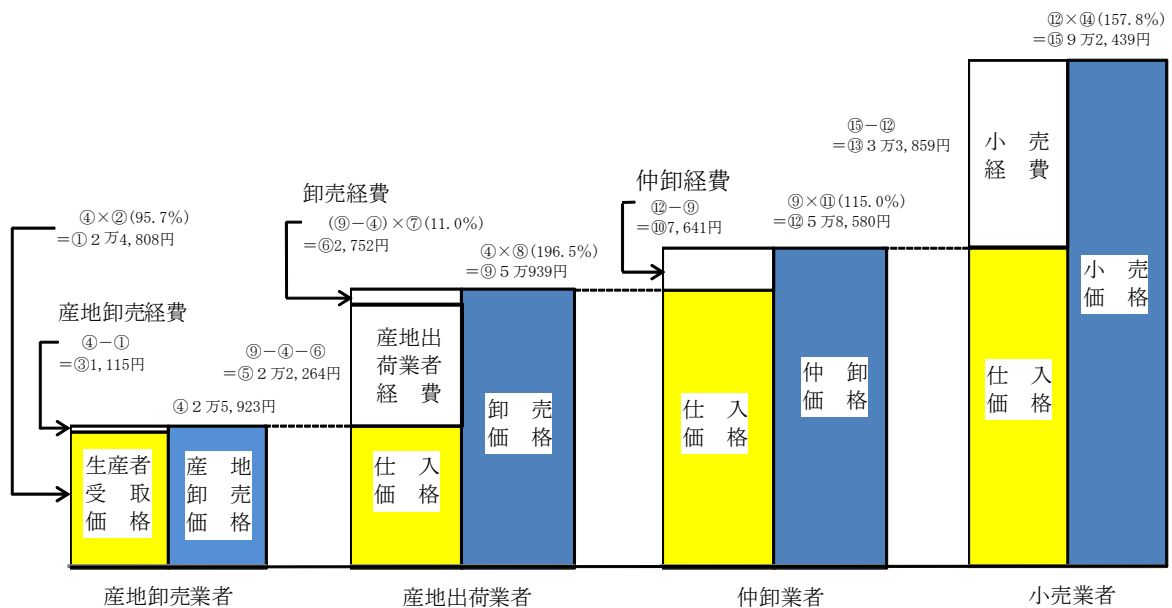 ④×②(95.7%)
＝①２万4,808円
産地卸売経費
④－①
＝③1,115円
④２万5,923円
生産者
受　取
価　格
産　地
卸　売
価　格
産地卸売業者
卸売経費
(⑨－④)×⑦(11.0%)
＝⑥2,752円
④×⑧(196.5%)
＝⑨５万939円
⑨－④－⑥
＝⑤２万2,264円
産地出
荷業者
経　費
仕　入
価　格
卸　売
価　格
産地出荷業者
仲卸経費
⑫－⑨
＝⑩7,641円
⑨×⑪(115.0%)
＝⑫５万8,580円
仕　入
価　格
仲　卸
価　格
仲卸業者
⑫×⑭(157.8%)
＝⑮９万2,439円
⑮－⑫
＝⑬３万3,859円
小　売
経　費
仕　入
価　格
小　売
価　格
小売業者